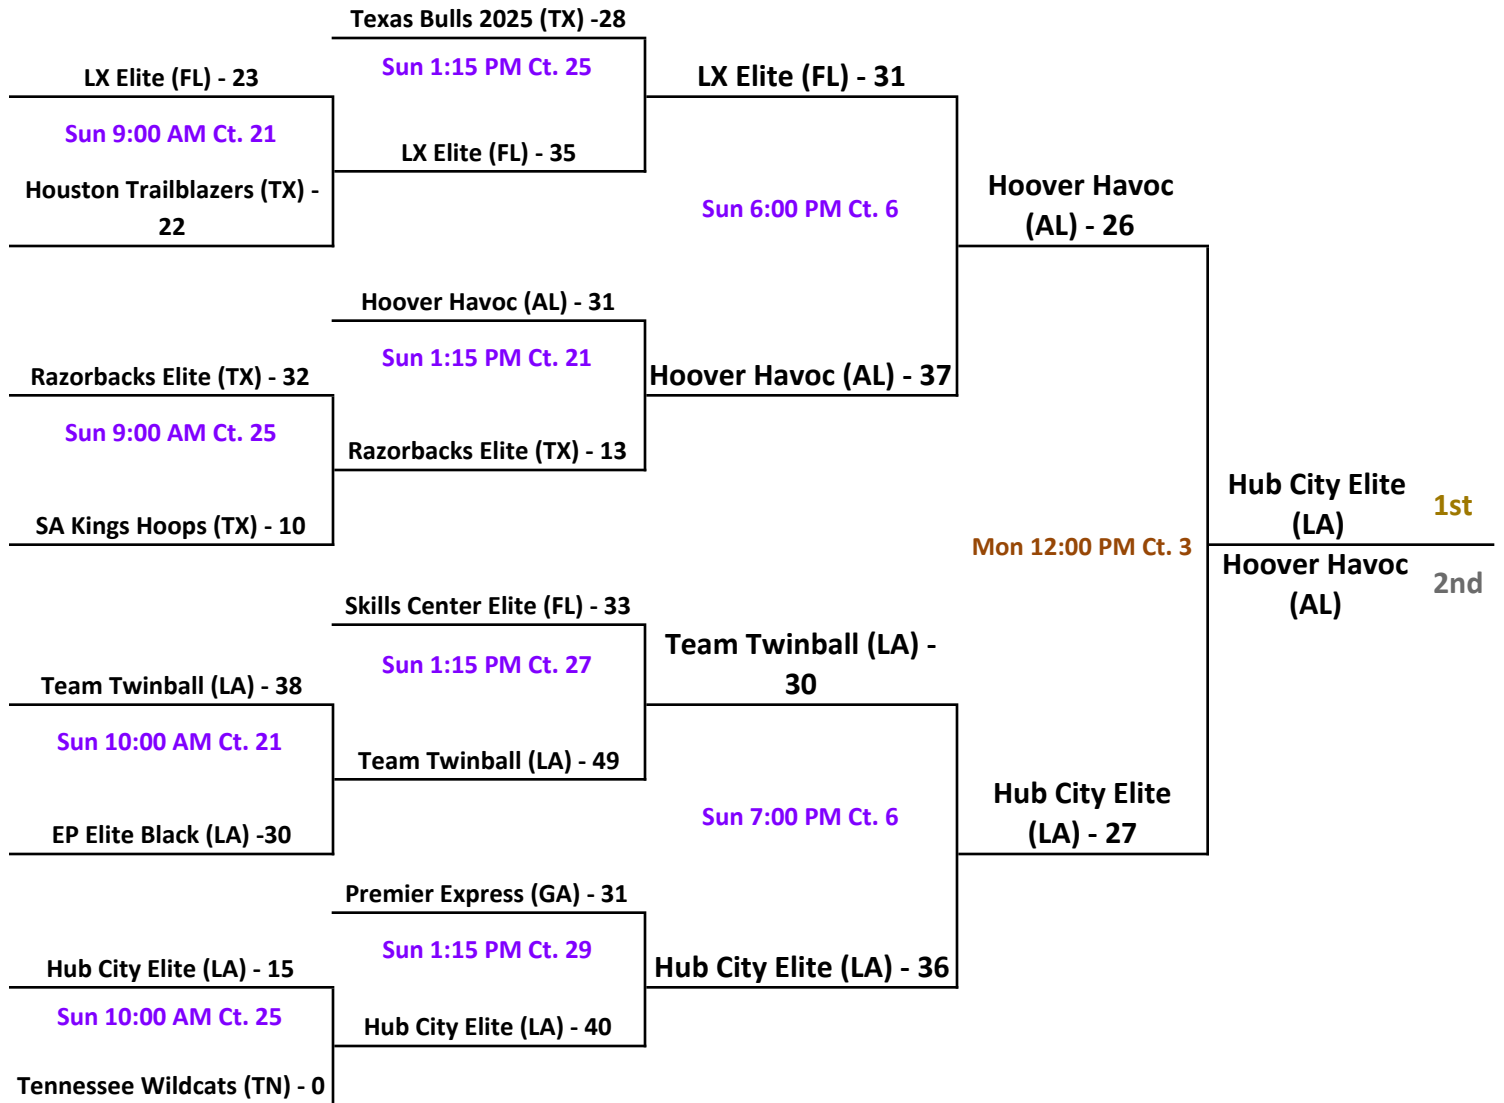 Texas Bulls 2025 (TX) -28
Sun 1:15 PM Ct. 25
LX Elite (FL) - 35
LX Elite (FL) - 23
Sun 9:00 AM Ct. 21
Houston Trailblazers (TX) -
22
LX Elite (FL) - 31
Sun 6:00 PM Ct. 6
Hoover Havoc (AL) - 37
Hoover Havoc (AL) - 31
Sun 1:15 PM Ct. 21
Razorbacks Elite (TX) - 13
Razorbacks Elite (TX) - 32
Sun 9:00 AM Ct. 25
SA Kings Hoops (TX) - 10
Hoover Havoc
(AL) - 26
Mon 12:00 PM Ct. 3
Hub City Elite
(LA) - 27
Hub City Elite
(LA)
1st
Hoover Havoc
(AL)
2nd
Skills Center Elite (FL) - 33
Sun 1:15 PM Ct. 27
Team Twinball (LA) - 49
Team Twinball (LA) - 38
Sun 10:00 AM Ct. 21
EP Elite Black (LA) -30
Team Twinball (LA) -
30
Sun 7:00 PM Ct. 6
Hub City Elite (LA) - 36
Premier Express (GA) - 31
Sun 1:15 PM Ct. 29
Hub City Elite (LA) - 40
Hub City Elite (LA) - 15
Sun 10:00 AM Ct. 25
Tennessee Wildcats (TN) - 0